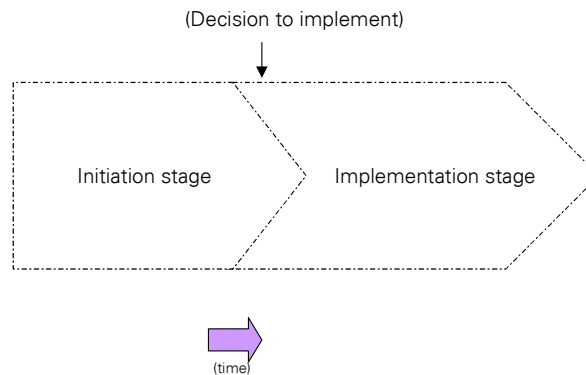 (Decision to implement)
Initiation stage
Implementation stage
(time)